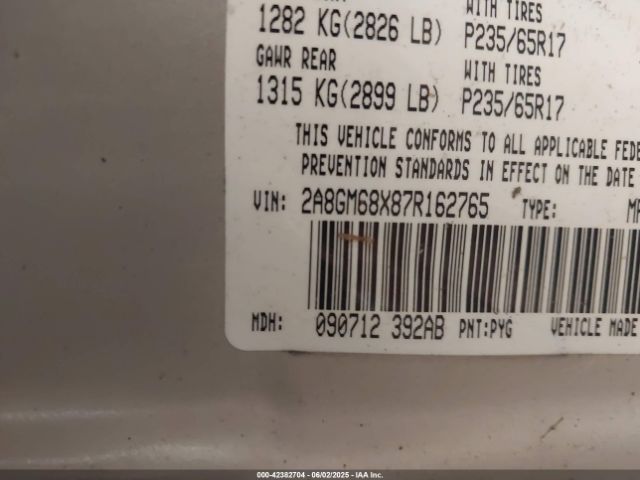 WITH TIRES
1282 KG(2826 LB) P235/65R17
GAWR REAR WITH TIRES
1315 KG(2899 LB) P235/65R17
THIS VEHICLE CONFORMS TO ALL APPLICABLE FEDE
PREVENTION STANDARDS IN EFFECT ON THE DATE
VIN: 2A8GM68X87R162765 TYPE: MP
MDH: 090712 392AB PNT:PYG VEHICLE MADE
000-42382704 - 06/02/2025 - IAA Inc.